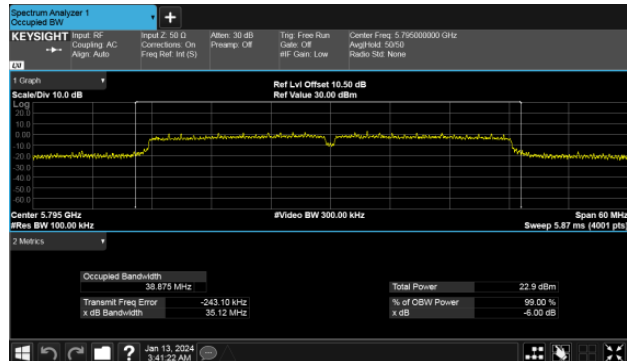 Spectrum Analyzer 1
Occupied BW
+
KEYSIGHT Input: RF Input Z: 50 Ω Atten: 30 dB Trig: Free Run Center Freq: 5.795000000 GHz
Coupling: AC Corrections: On Preamp: Off Gate: Off Avg|Hold: 50/50
Align: Auto Freq Ref: Int (S) #IF Gain: Low Radio Std: None
LXI
1 Graph
Ref Lvl Offset 10.50 dB
Scale/Div 10.0 dB Ref Value 30.00 dBm
Log
20.0
10.0
0.00
-10.0
-20.0
-30.0
-40.0
-50.0
-60.0
Center 5.795 GHz #Video BW 300.00 kHz Span 60 MHz
#Res BW 100.00 kHz Sweep 5.87 ms (4001 pts)
2 Metrics
Occupied Bandwidth
38.875 MHz Total Power 22.9 dBm
Transmit Freq Error -243.10 kHz % of OBW Power 99.00 %
x dB Bandwidth 35.12 MHz x dB -6.00 dB
? Jan 13, 2024
3:41:22 AM